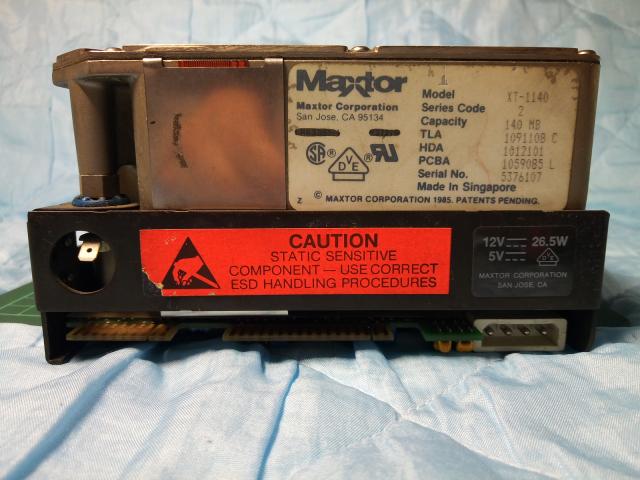 Maxtor
Maxtor Corporation
San Jose, CA 95134
Model XT-1140
Series Code 2
Capacity 140 MB
TLA 1091108 C
HDA 1012101
PCBA 1059085 L
Serial No. 5376107
Made in Singapore
SA
D V E
UR
Z © MAXTOR CORPORATION 1985. PATENTS PENDING.
CAUTION
STATIC SENSITIVE
COMPONENT — USE CORRECT
ESD HANDLING PROCEDURES
12V 26.5W
5V D V E
MAXTOR CORPORATION
SAN JOSE, CA